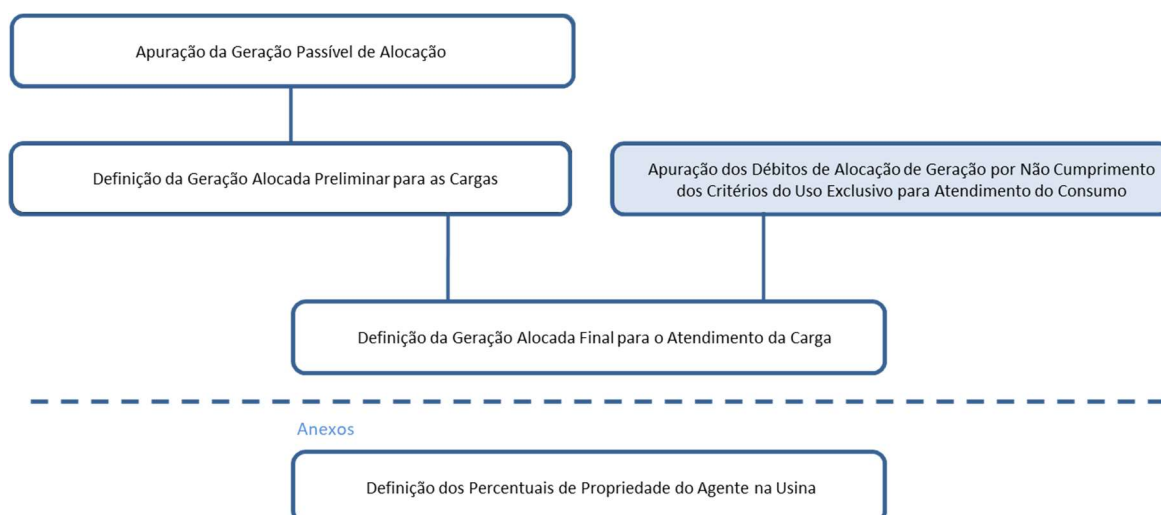 Apuração da Geração Passível de Alocação
Definição da Geração Alocada Preliminar para as Cargas
Apuração dos Débitos de Alocação de Geração por Não Cumprimento
dos Critérios do Uso Exclusivo para Atendimento do Consumo
Definição da Geração Alocada Final para o Atendimento da Carga
Anexos
Definição dos Percentuais de Propriedade do Agente na Usina